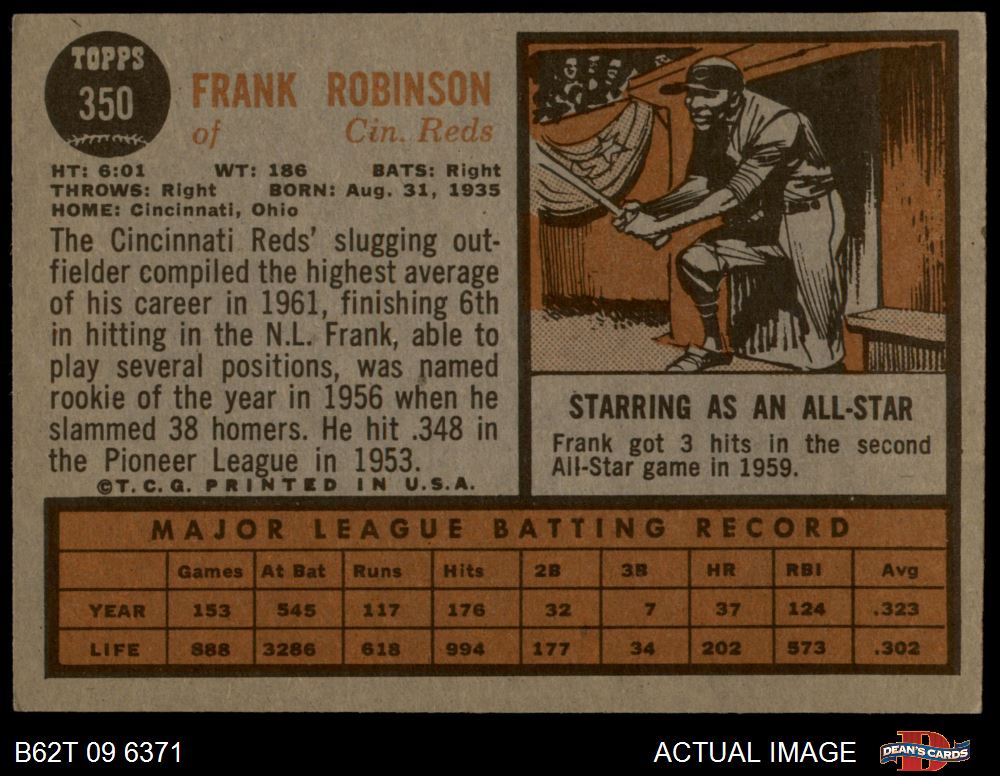 TOPPS
350
FRANK ROBINSON
of Cin. Reds
HT: 6:01 WT: 186 BATS: Right
THROWS: Right BORN: Aug. 31, 1935
HOME: Cincinnati, Ohio
The Cincinnati Reds' slugging out-
fielder compiled the highest average
of his career in 1961, finishing 6th
in hitting in the N.L. Frank, able to
play several positions, was named
rookie of the year in 1956 when he
slammed 38 homers. He hit .348 in
the Pioneer League in 1953.
©T.C.G. PRINTED IN U.S.A.
STARRING AS AN ALL-STAR
Frank got 3 hits in the second
All-Star game in 1959.
MAJOR LEAGUE BATTING RECORD
Games At Bat Runs Hits 2B 3B HR RBI Avg
YEAR 153 545 117 176 32 7 37 124 .323
LIFE 888 3286 618 994 177 34 202 573 .302
B62T 09 6371
ACTUAL IMAGE
D
DEAN'S CARDS